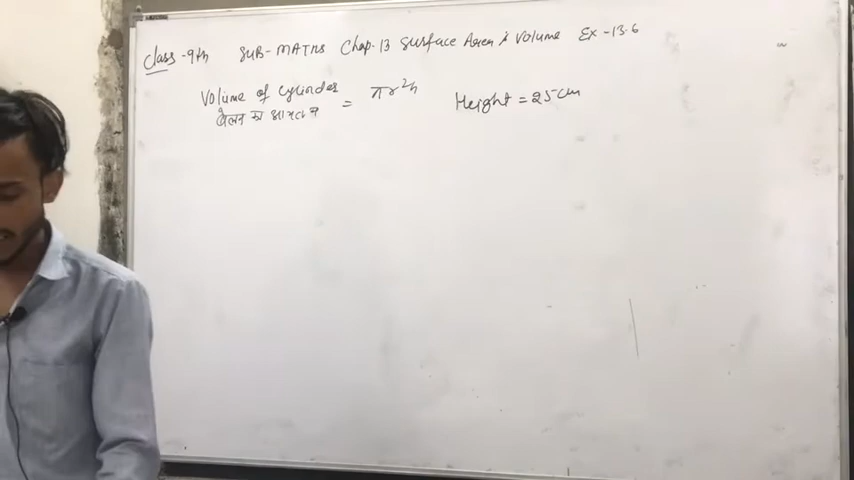 Class - 9th SUB - MATHS Chap. 13 Surface Area & Volume Ex - 13.6
Volume of Cylinder = πr²h Height = 25 cm
बेलन का आयतन